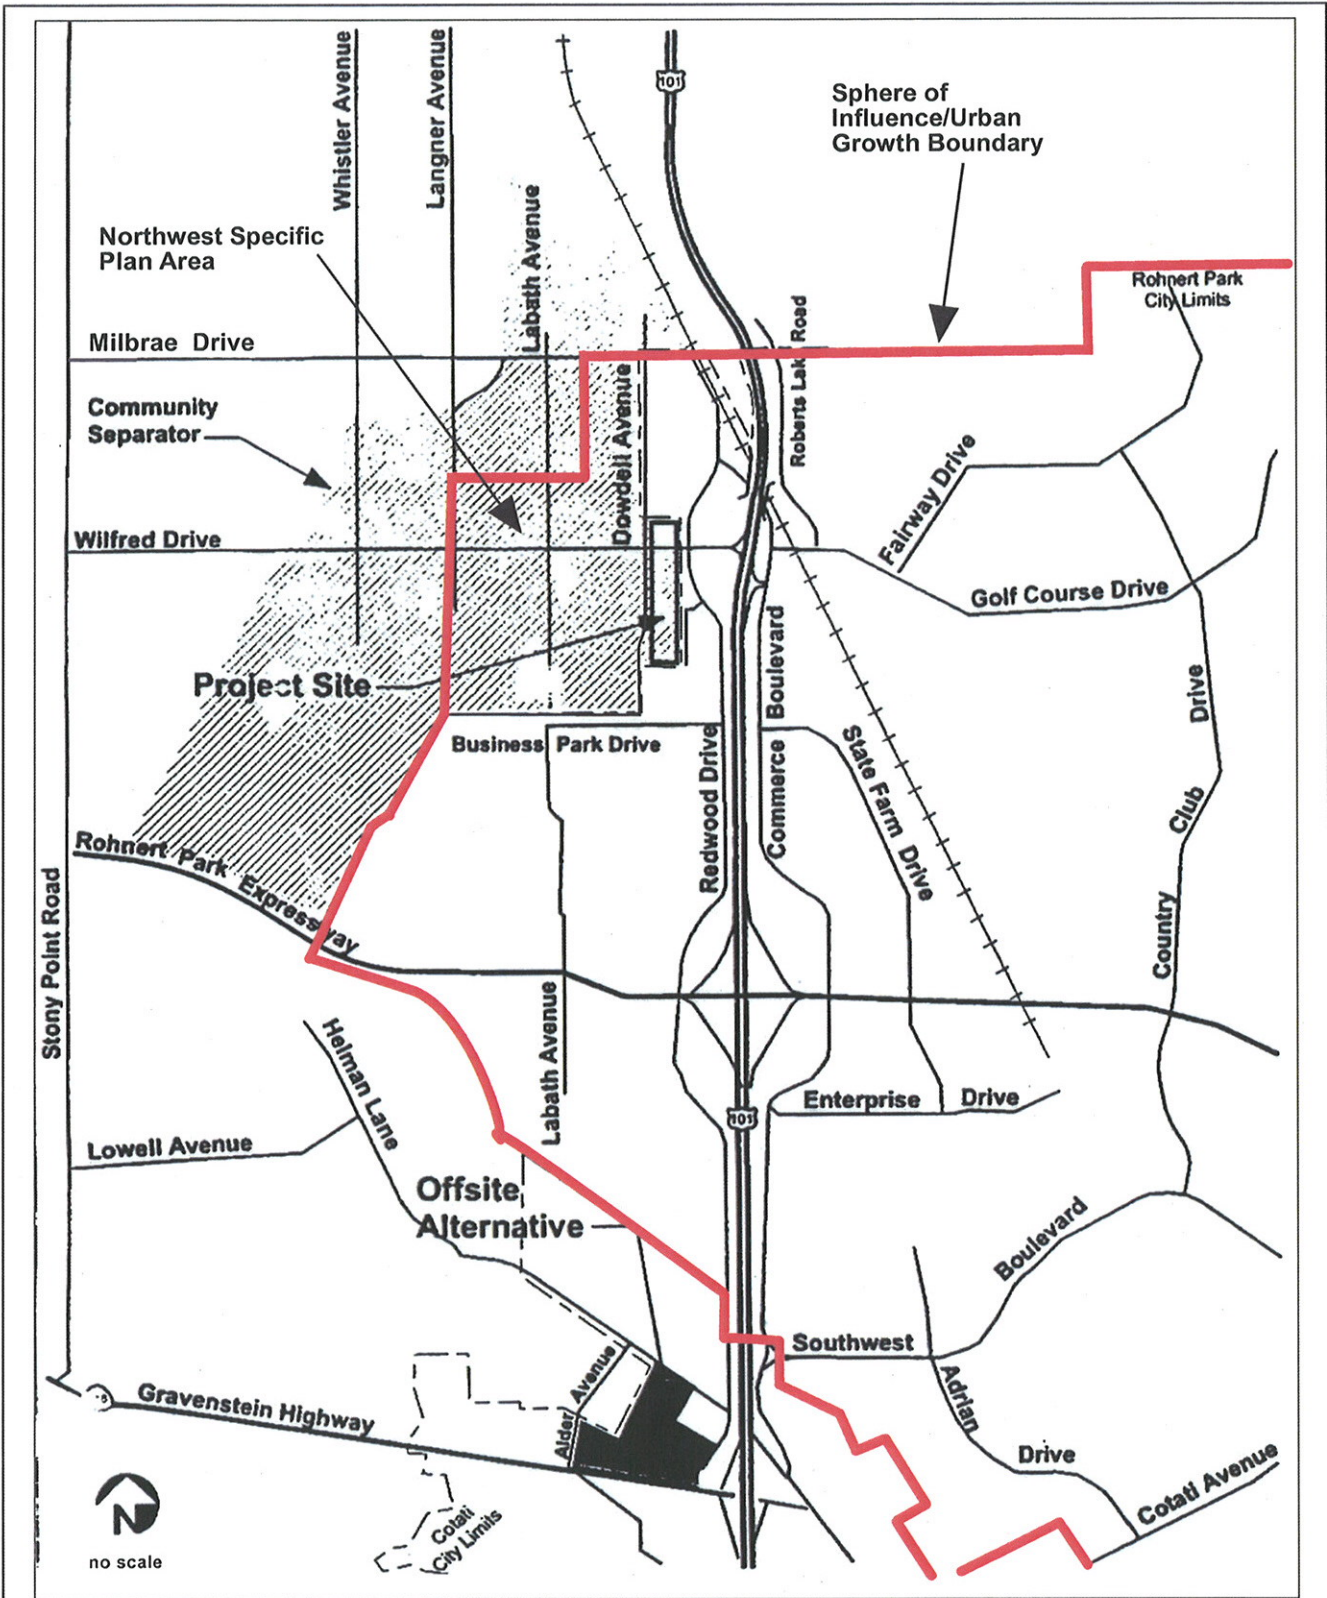 Whistler Avenue
Langner Avenue
101
Sphere of
Influence/Urban
Growth Boundary
Northwest Specific
Plan Area
Labath Avenue
Rohnert Park
City Limits
Roberts Lake Road
Milbrae Drive
Community
Separator
Dowdell Avenue
Fairway Drive
Wilfred Drive
Golf Course Drive
Project Site
Business Park Drive
Redwood Drive
Commerce Boulevard
State Farm Drive
Country Club Drive
Rohnert Park Expressway
Stony Point Road
Helman Lane
Labath Avenue
Enterprise Drive
101
Lowell Avenue
Offsite
Alternative
Southwest Boulevard
Alder Avenue
Adrian Drive
Gravenstein Highway
Cotati Avenue
N
no scale
Cotati
City Limits